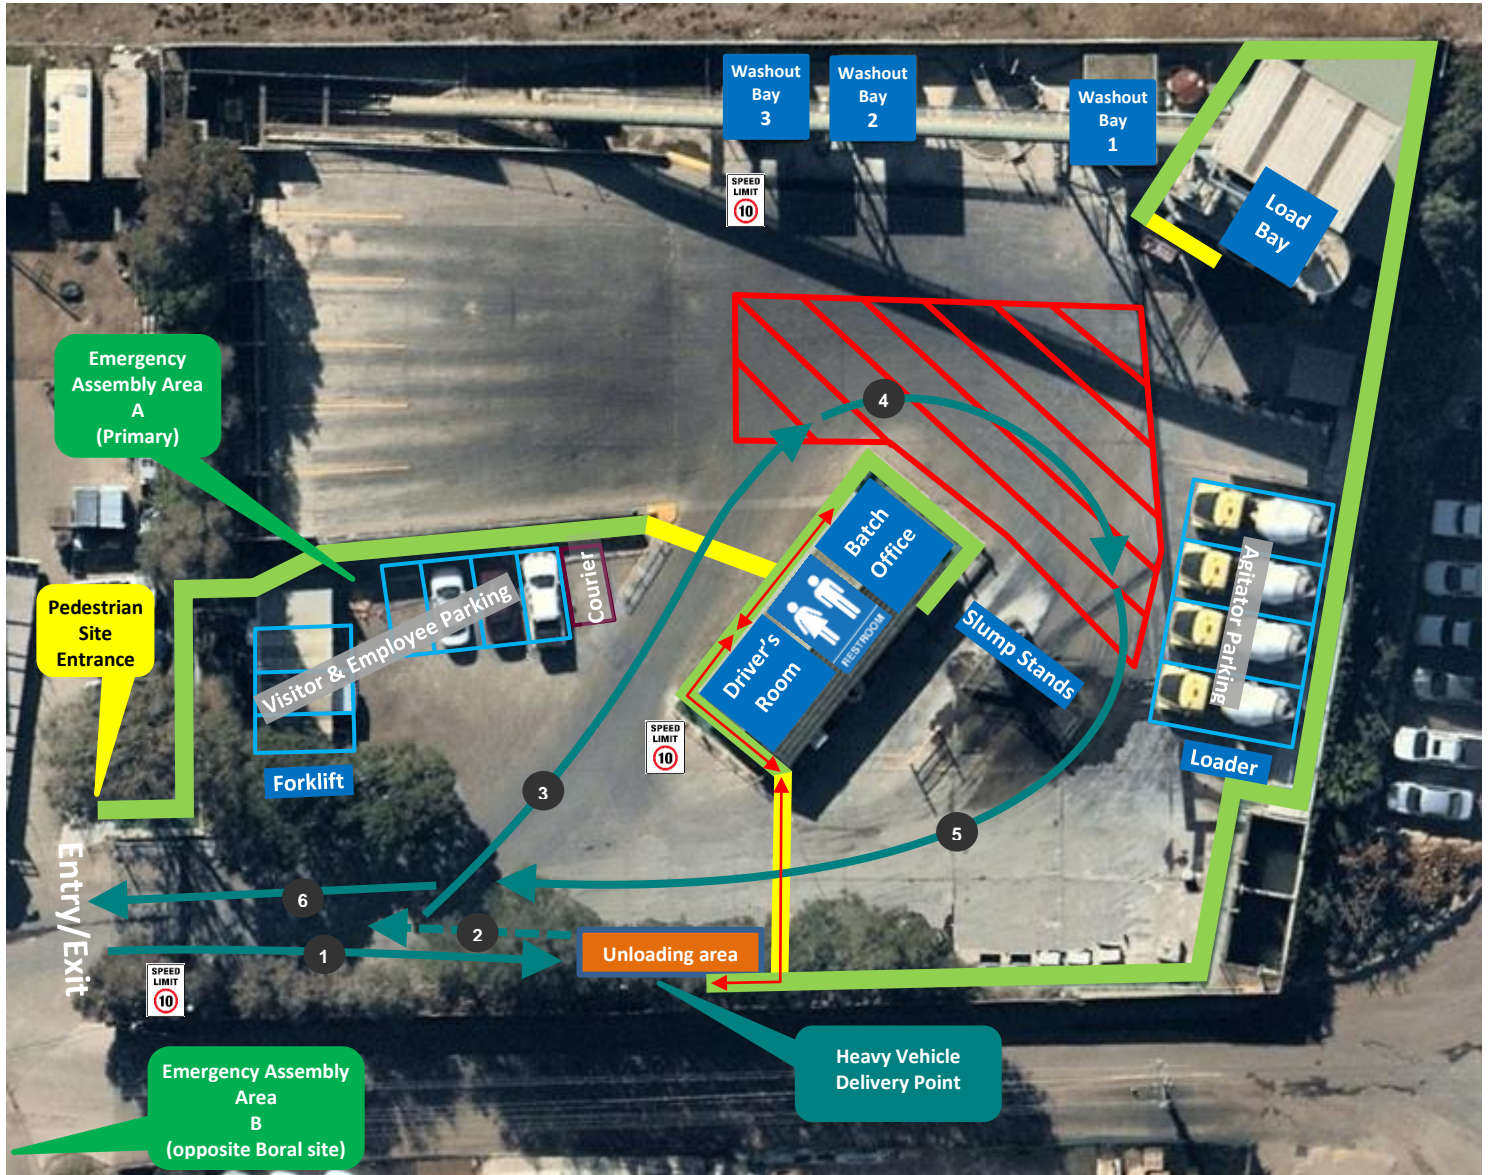 Washout
Bay
3
Washout
Bay
2
Washout
Bay
1
SPEED
LIMIT
10
Load
Bay
Emergency
Assembly Area
A
(Primary)
4
Batch
Office
Courier
Agitator Parking
Pedestrian
Site
Entrance
Visitor & Employee Parking
RESTROOM
Slump Stands
Driver's
Room
SPEED
LIMIT
10
Forklift
Loader
3
5
Entry/Exit
6
2
1
Unloading area
SPEED
LIMIT
10
Heavy Vehicle
Delivery Point
Emergency Assembly
Area
B
(opposite Boral site)